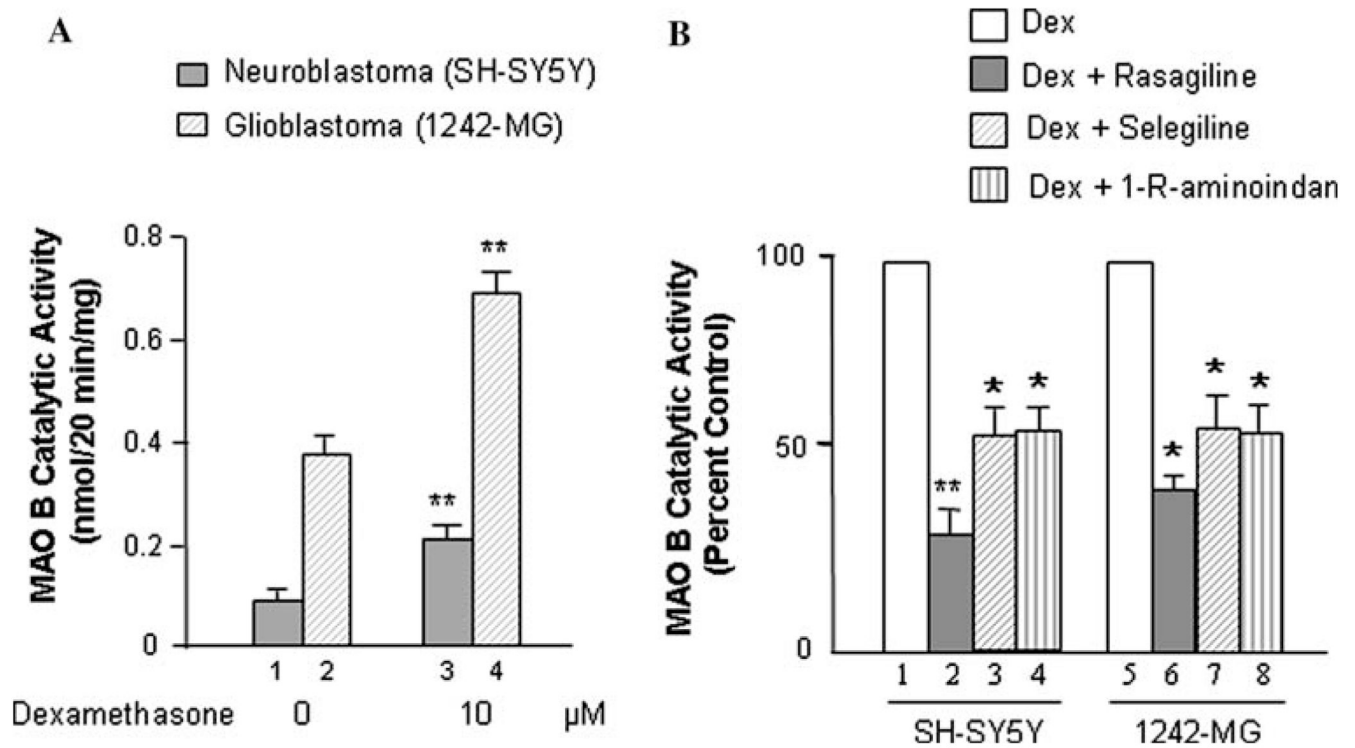 A
Neuroblastoma (SH-SY5Y)
Glioblastoma (1242-MG)
MAO B Catalytic Activity
(nmol/20 min/mg)
0.8
0.6
0.4
0.2
0
**
**
1 2 3 4
Dexamethasone 0 10 µM
B
Dex
Dex + Rasagiline
Dex + Selegiline
Dex + 1-R-aminoindan
MAO B Catalytic Activity
(Percent Control)
100
50
0
** * * * * *
1 2 3 4 5 6 7 8
SH-SY5Y 1242-MG